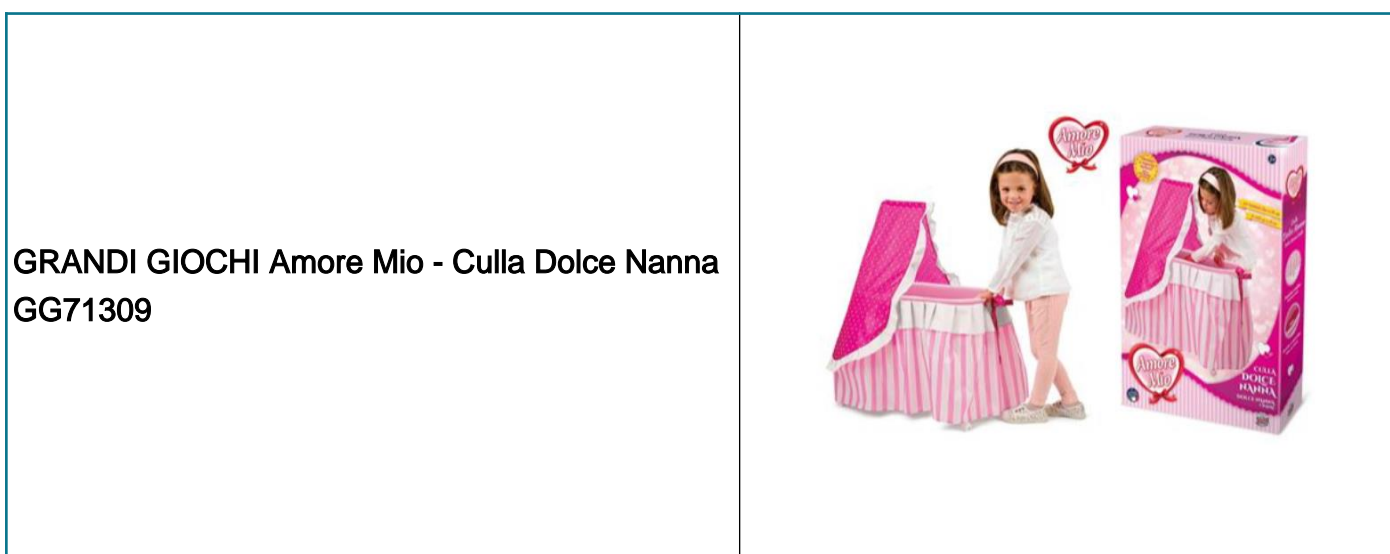 GRANDI GIOCHI Amore Mio - Culla Dolce Nanna
GG71309
Amore
Mio
Amore
Mio
CULLA
DOLCE
NANNA